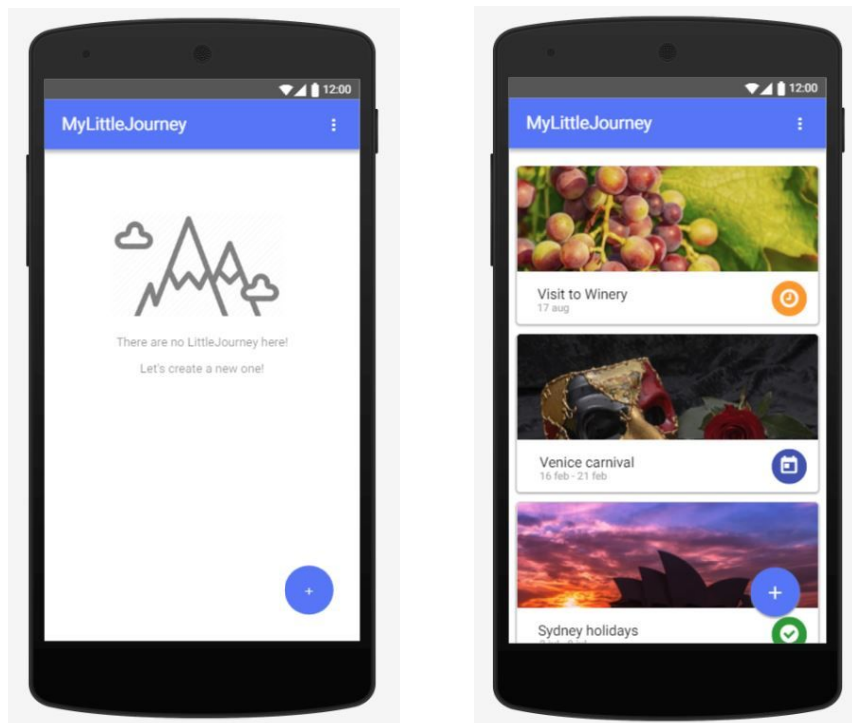 12:00
MyLittleJourney
There are no LittleJourney here!
Let's create a new one!
+
12:00
MyLittleJourney
Visit to Winery
17 aug
Venice carnival
16 feb - 21 feb
+
Sydney holidays